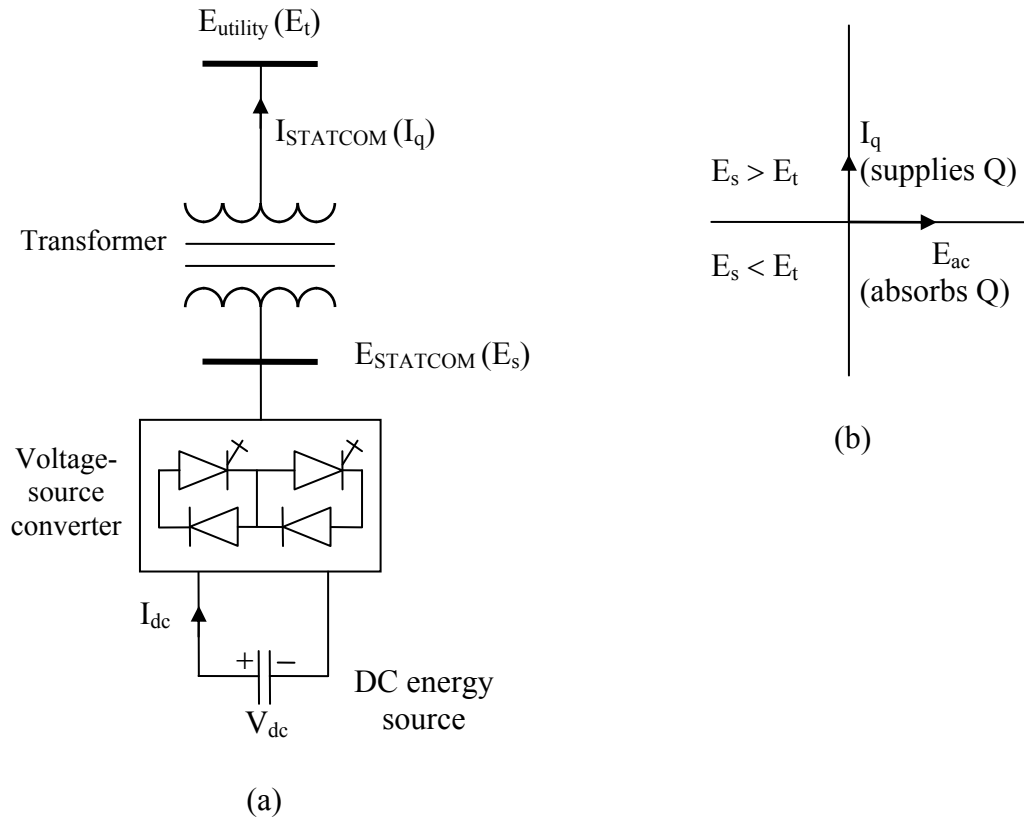 E_utility (E_t)
I_STATCOM (I_q)
Transformer
E_STATCOM (E_s)
Voltage-
source
converter
I_dc
+ −
V_dc
DC energy
source
(a)
I_q
E_s > E_t
(supplies Q)
E_s < E_t
E_ac
(absorbs Q)
(b)